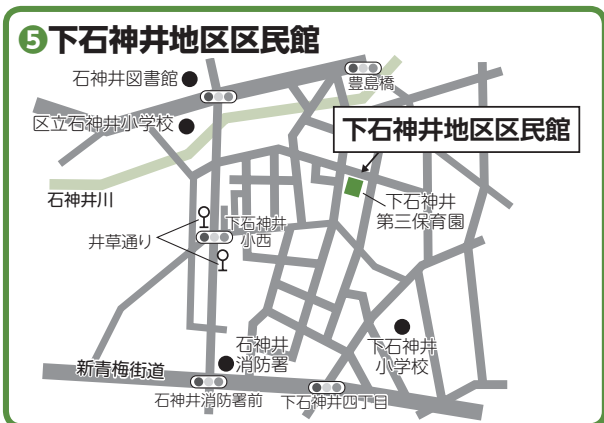 ❺下石神井地区区民館
石神井図書館
豊島橋
区立石神井小学校
下石神井地区区民館
石神井川
下石神井
第三保育園
井草通り
下石神井
小西
石神井
消防署
下石神井
小学校
新青梅街道
石神井消防署前
下石神井四丁目